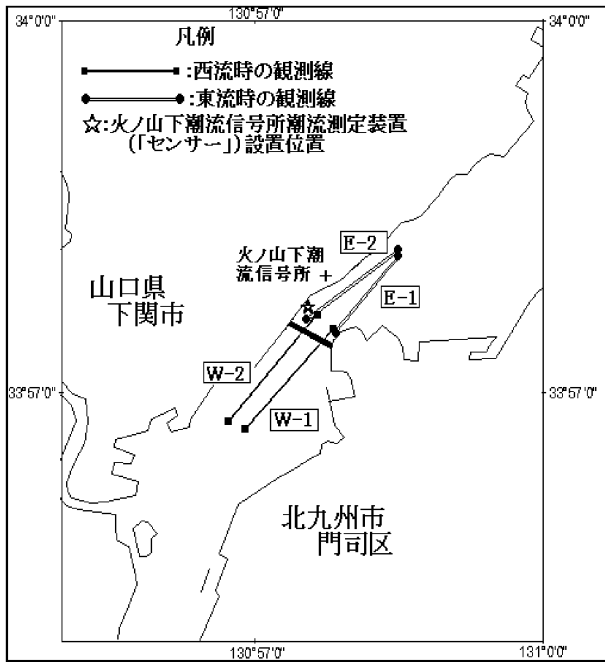 130°57'0"
34°0'0"
34°0'0"
凡例
:西流時の観測線
:東流時の観測線
☆:火ノ山下潮流信号所潮流測定装置
(「センサー」)設置位置
火ノ山下潮
流信号所 +
E-2
E-1
山口県
下関市
W-2
W-1
33°57'0"
33°57'0"
北九州市
門司区
130°57'0"
131°0'0"